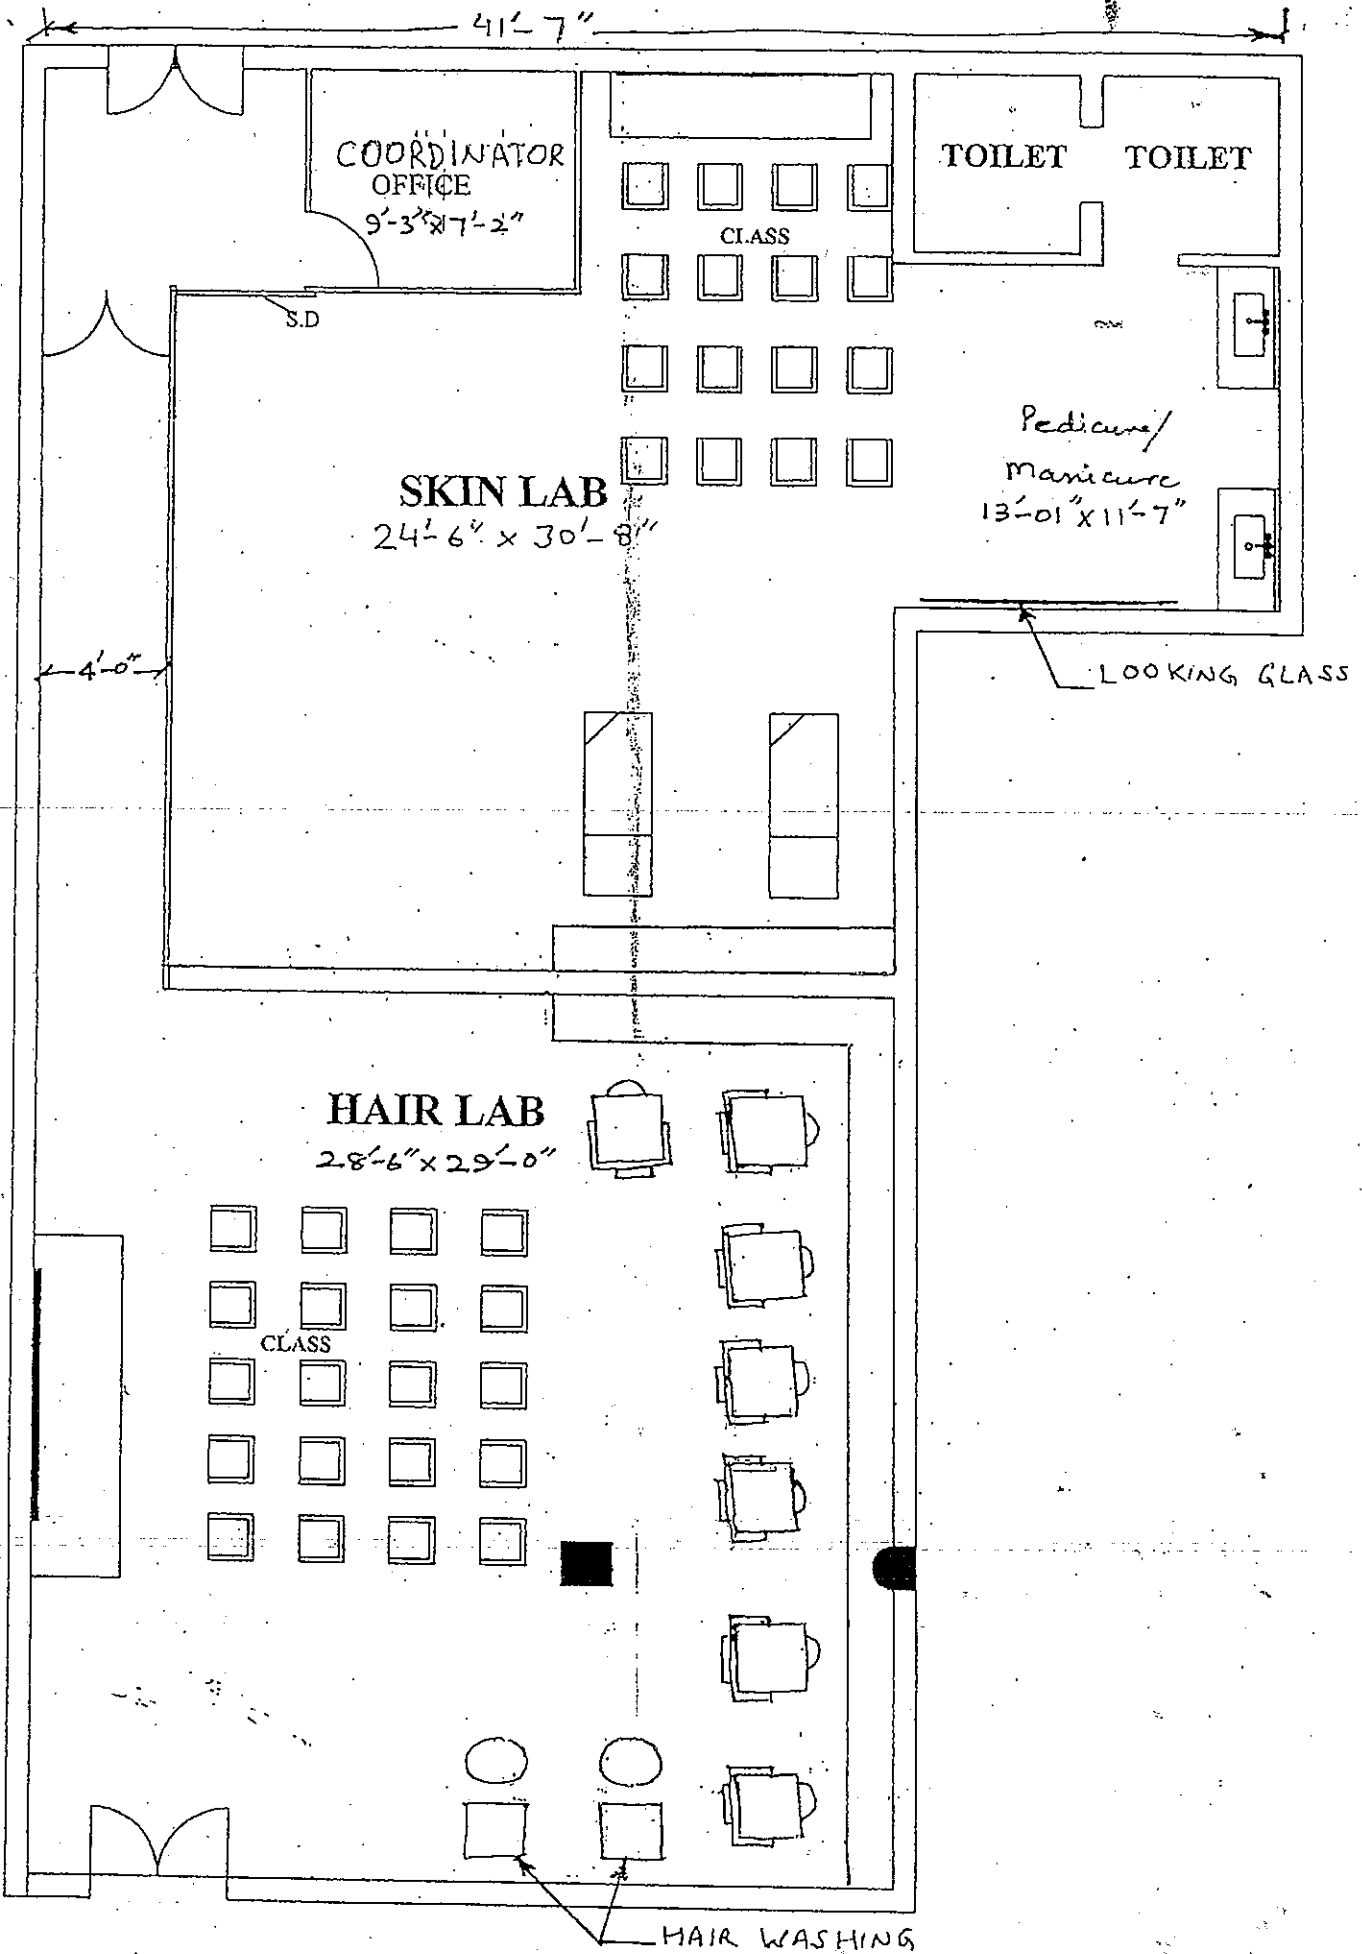 41'-7"
COORDINATOR
OFFICE
9'-3"x17'-2"
TOILET
TOILET
CLASS
S.D
Pedicure/
Manicure
13'-01"x11'-7"
SKIN LAB
24'-6" x 30'-8"
4'-0"
LOOKING GLASS
HAIR LAB
28'-6"x29'-0"
CLASS
HAIR WASHING